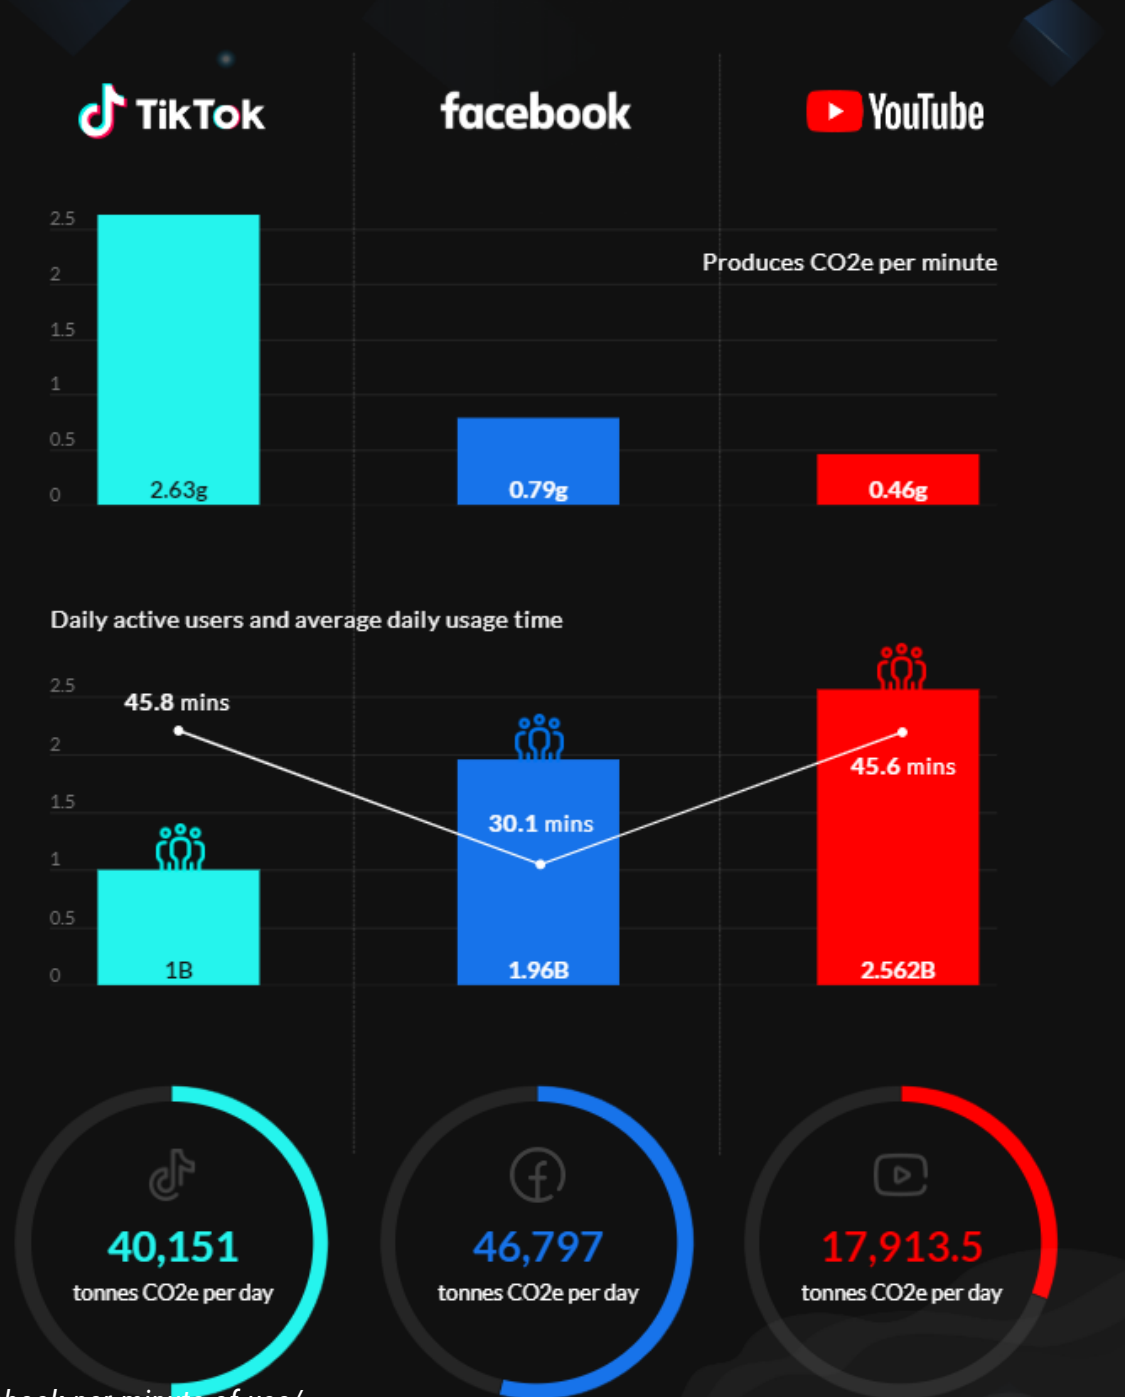 TikTok
facebook
YouTube
2.5
Produces CO2e per minute
2
1.5
1
0.5
0
2.63g
0.79g
0.46g
Daily active users and average daily usage time
2.5
45.8 mins
2
45.6 mins
1.5
30.1 mins
1
0.5
0
1B
1.96B
2.562B
40,151
tonnes CO2e per day
46,797
tonnes CO2e per day
17,913.5
tonnes CO2e per day